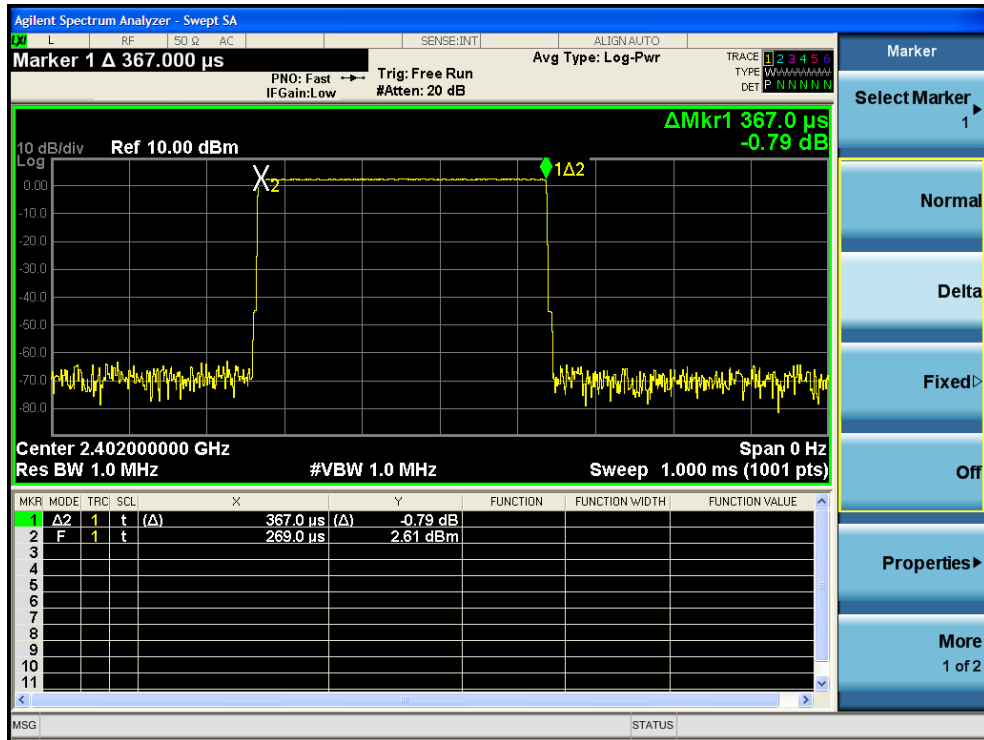 Agilent Spectrum Analyzer - Swept SA
LXI L RF 50 Ω AC SENSE:INT ALIGN AUTO
Marker 1 Δ 367.000 µs
PNO: Fast
IFGain:Low
Trig: Free Run
#Atten: 20 dB
Avg Type: Log-Pwr
TRACE 1 2 3 4 5 6
TYPE
DET P N N N N N
ΔMkr1 367.0 µs
-0.79 dB
10 dB/div Ref 10.00 dBm
Log
0.00
-10.0
-20.0
-30.0
-40.0
-50.0
-60.0
-70.0
-80.0
X2
1Δ2
Center 2.402000000 GHz Span 0 Hz
Res BW 1.0 MHz #VBW 1.0 MHz Sweep 1.000 ms (1001 pts)
MKR MODE TRC SCL X Y FUNCTION FUNCTION WIDTH FUNCTION VALUE
1 Δ2 1 t (Δ) 367.0 µs (Δ) -0.79 dB
2 F 1 t 269.0 µs 2.61 dBm
3
4
5
6
7
8
9
10
11
MSG STATUS
Marker
Select Marker
1
Normal
Delta
Fixed
Off
Properties
More
1 of 2